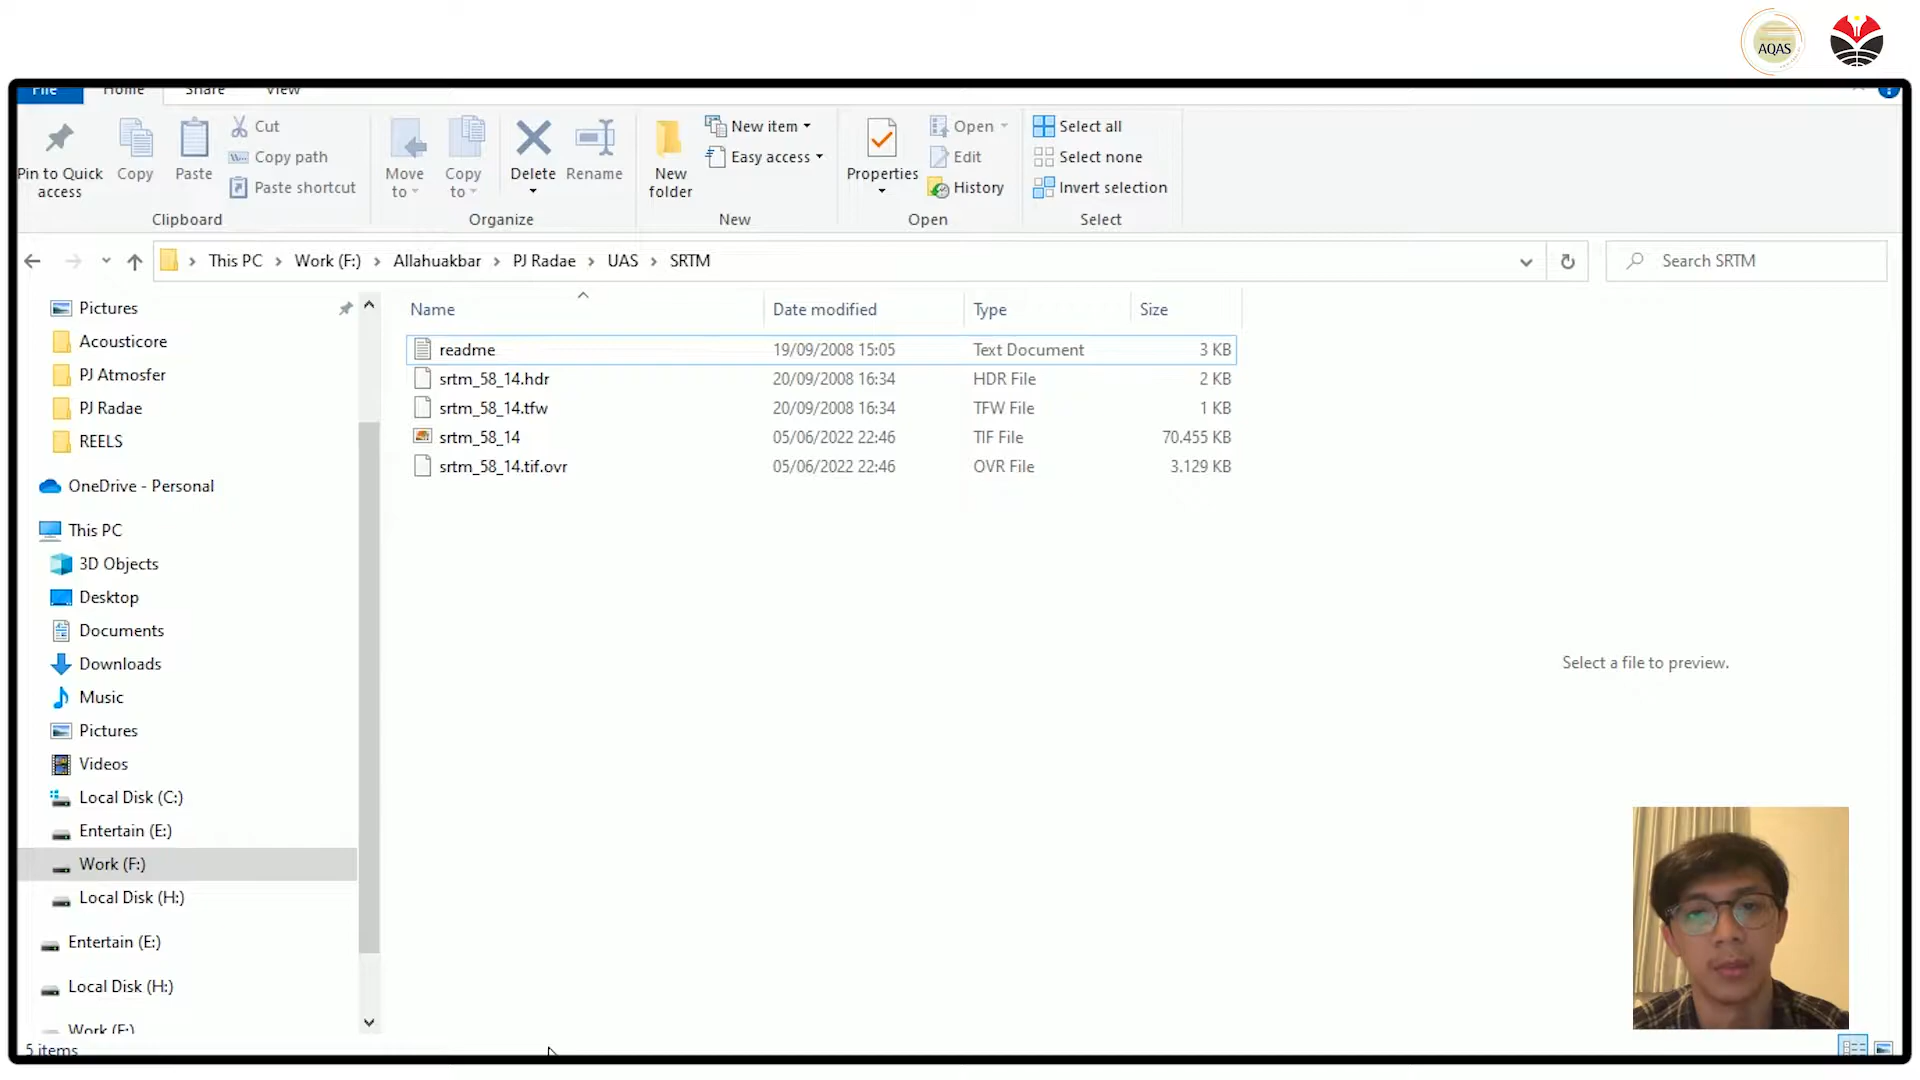 AQAS
File Home Share View
Pin to Quick access
Copy
Paste
Cut
Copy path
Paste shortcut
Clipboard
Move to
Copy to
Delete
Rename
Organize
New folder
New item
Easy access
New
Properties
Open
Edit
History
Open
Select all
Select none
Invert selection
Select
This PC > Work (F:) > Allahuakbar > PJ Radae > UAS > SRTM
Search SRTM
Pictures
Acousticore
PJ Atmosfer
PJ Radae
REELS
OneDrive - Personal
This PC
3D Objects
Desktop
Documents
Downloads
Music
Pictures
Videos
Local Disk (C:)
Entertain (E:)
Work (F:)
Local Disk (H:)
Entertain (E:)
Local Disk (H:)
Work (F:)
Name Date modified Type Size
readme 19/09/2008 15:05 Text Document 3 KB
srtm_58_14.hdr 20/09/2008 16:34 HDR File 2 KB
srtm_58_14.tfw 20/09/2008 16:34 TFW File 1 KB
srtm_58_14 05/06/2022 22:46 TIF File 70.455 KB
srtm_58_14.tif.ovr 05/06/2022 22:46 OVR File 3.129 KB
Select a file to preview.
5 items